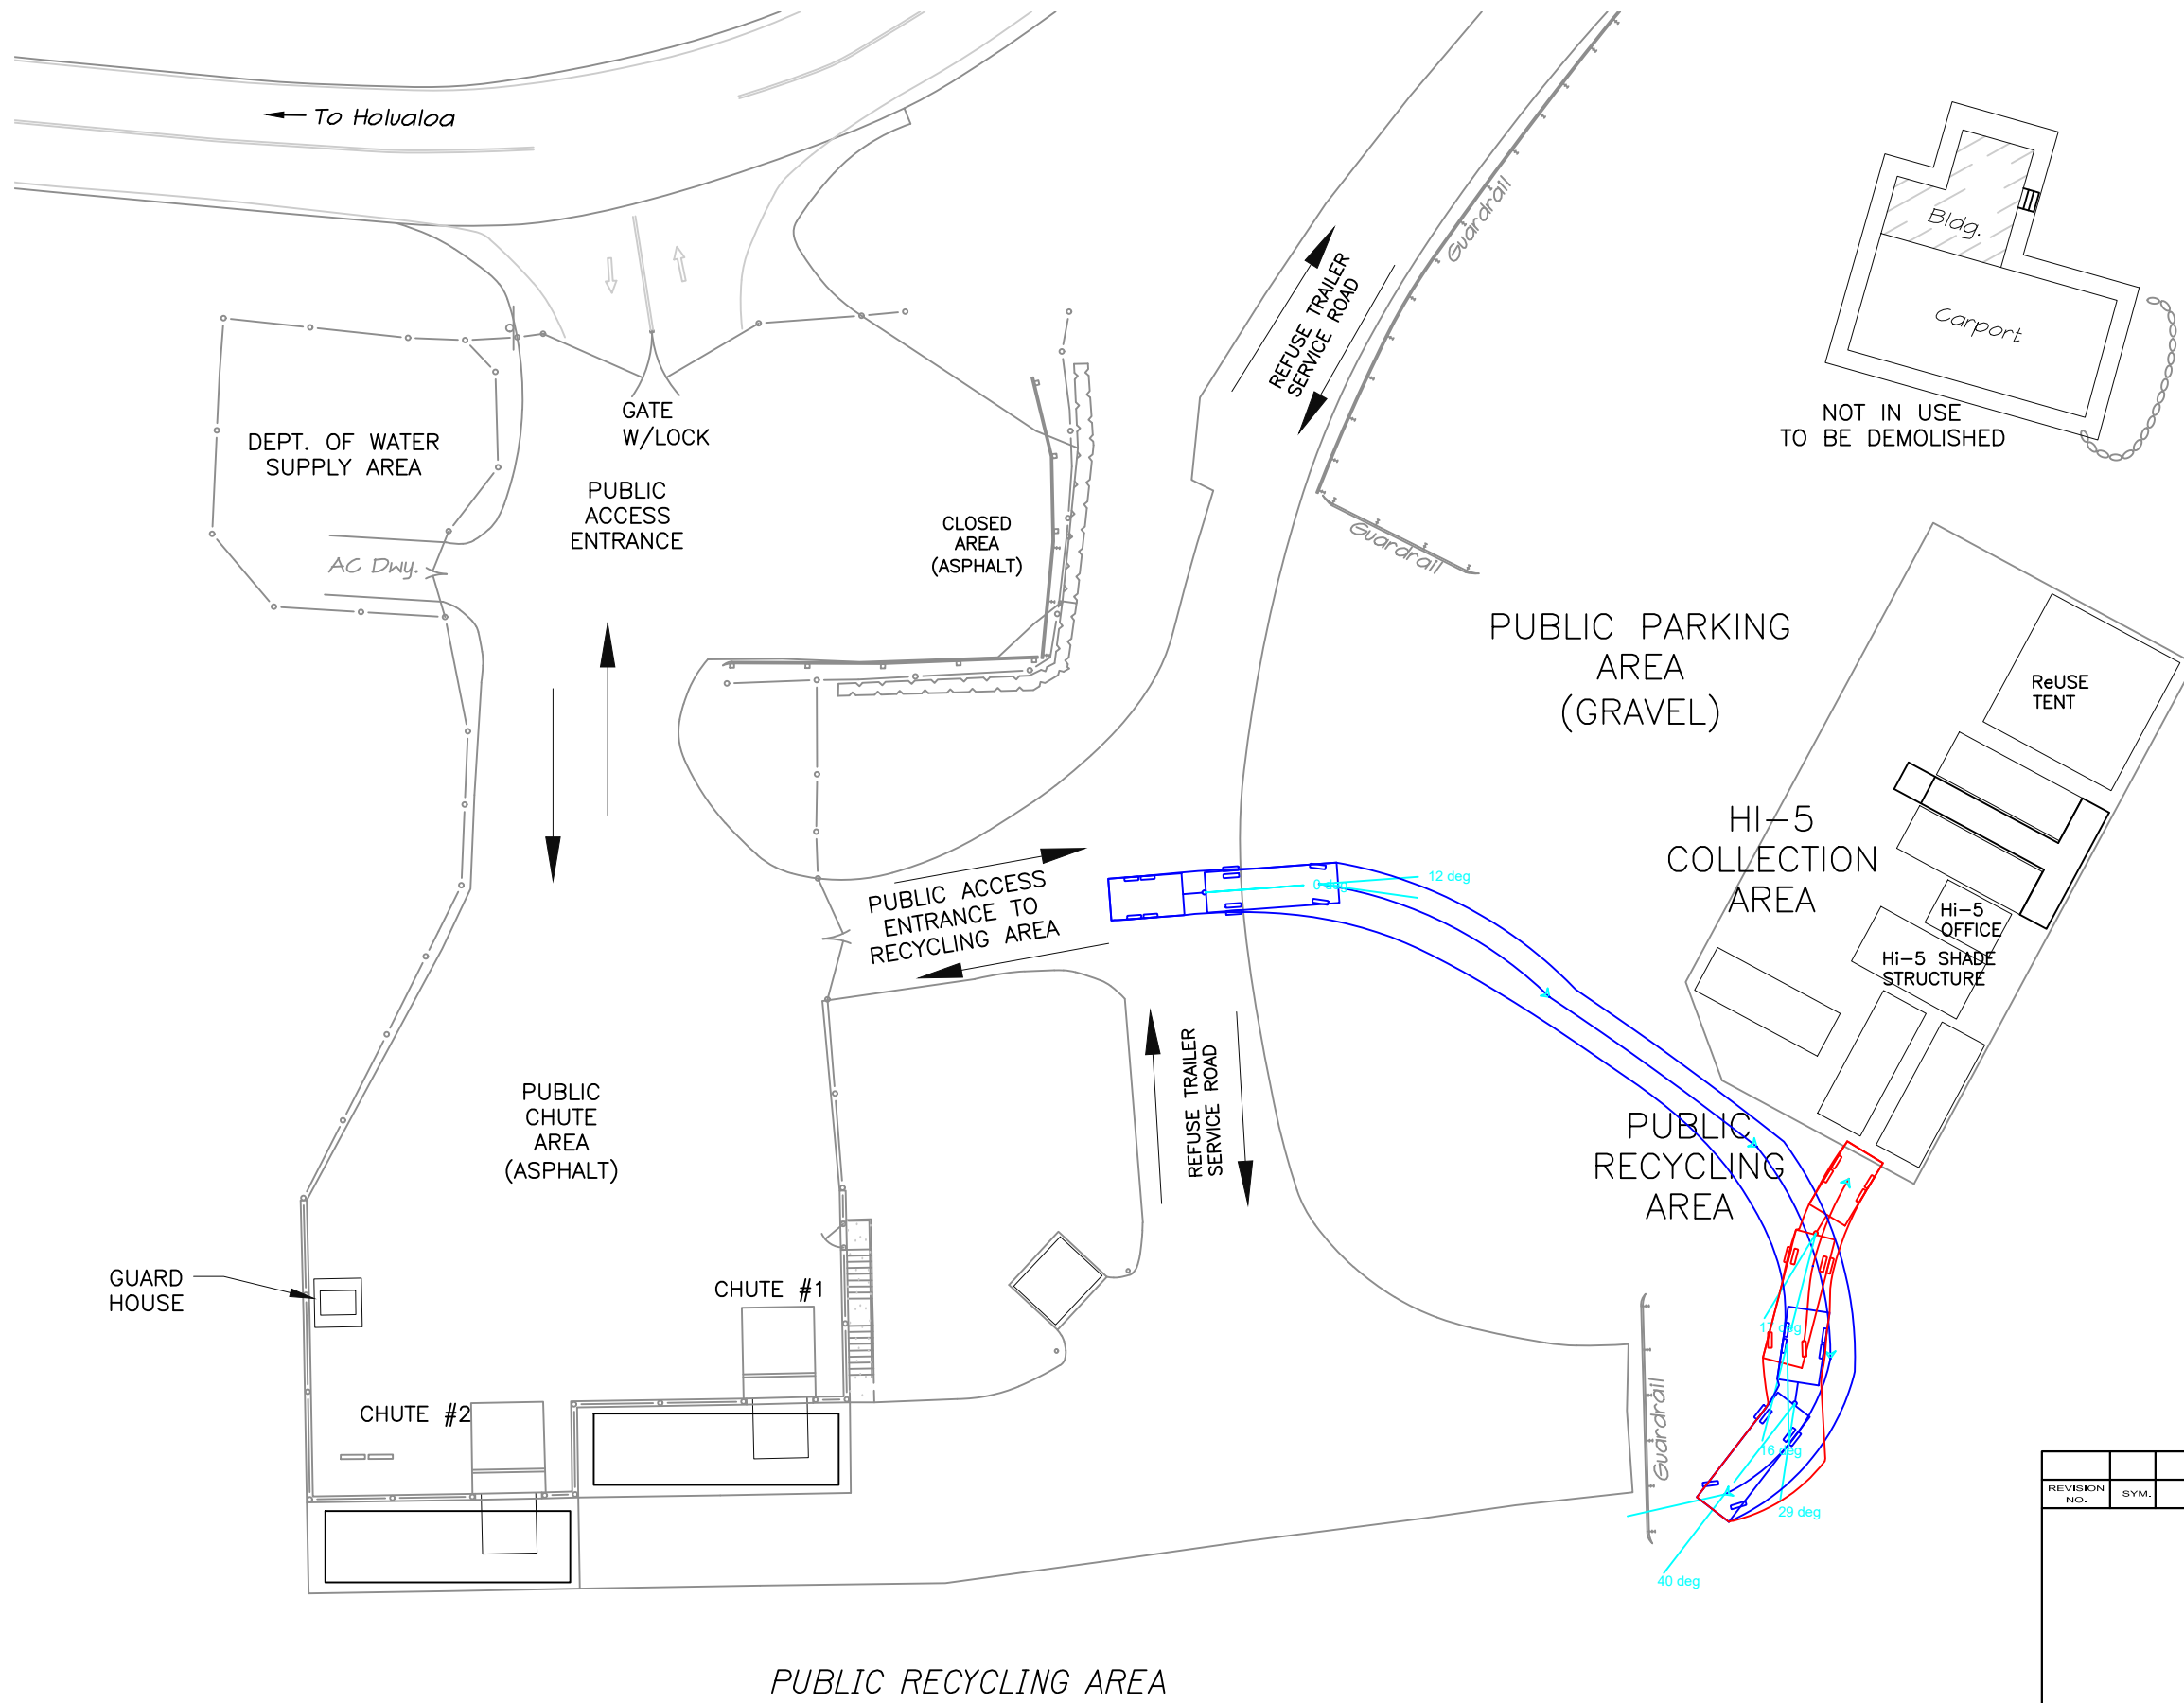 To Holualoa
GATE
W/LOCK
DEPT. OF WATER
SUPPLY AREA
PUBLIC
ACCESS
ENTRANCE
AC Dwy.
CLOSED
AREA
(ASPHALT)
REFUSE TRAILER
SERVICE ROAD
Guardrail
Guardrail
Bldg.
Carport
NOT IN USE
TO BE DEMOLISHED
PUBLIC PARKING
AREA
(GRAVEL)
ReUSE
TENT
HI-5
COLLECTION
AREA
Hi-5
OFFICE
Hi-5 SHADE
STRUCTURE
PUBLIC ACCESS
ENTRANCE TO
RECYCLING AREA
0 deg
12 deg
REFUSE TRAILER
SERVICE ROAD
PUBLIC
CHUTE
AREA
(ASPHALT)
PUBLIC
RECYCLING
AREA
GUARD
HOUSE
CHUTE #1
CHUTE #2
17 deg
16 deg
29 deg
40 deg
Guardrail
REVISION
NO.
SYM.
PUBLIC RECYCLING AREA